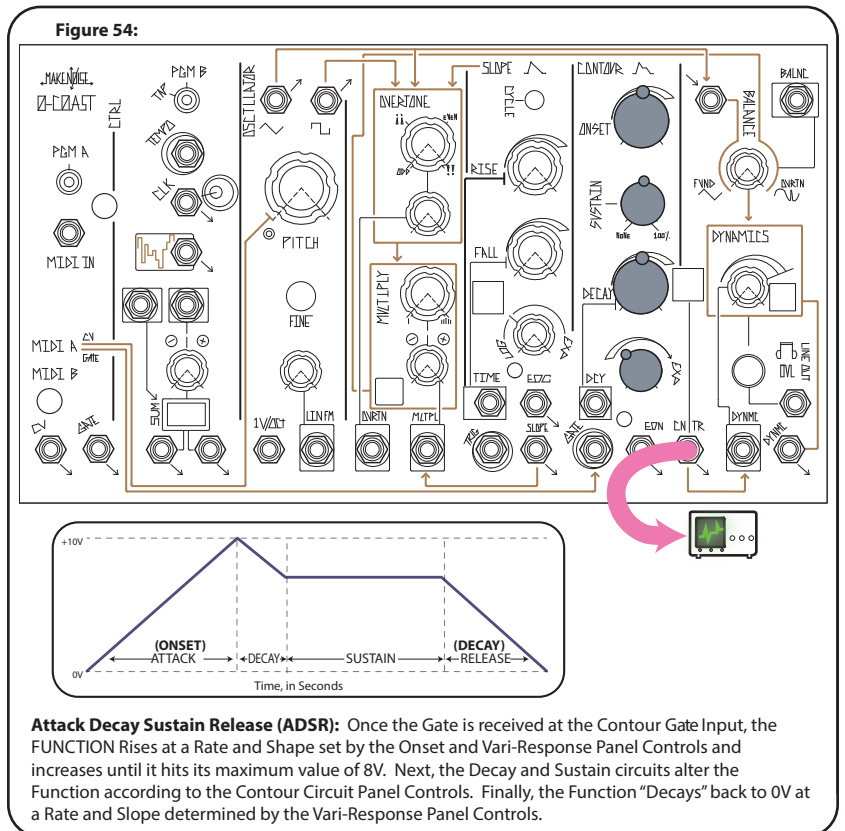 Figure 54:
MAKENOISE
0-COAST
CTRL
PGM A
MIDI IN
MIDI A
CV
GATE
MIDI B
CV
GATE
PGM B
TAP
TEMPO
CLK
SUM
OSCILLATOR
PITCH
FINE
1V/OCT
LIN FM
OVERTONE
¡¡
EVEN
ODD
!!
MULTIPLY
OVRTN
MLTPL
SLOPE
CYCLE
RISE
FALL
LOG
EXP
TIME
EOC
TRIG
SLOPE
CONTOUR
ONSET
SUSTAIN
NONE
100%
DECAY
EXP
DCY
GATE
EON
CNTR
BALNC
BALANCE
FUND
OVRTN
DYNAMICS
LINE OUT
OVL
DYNMC
DYNMC
+10V
0V
(ONSET)
ATTACK
DECAY
SUSTAIN
(DECAY)
RELEASE
Time, in Seconds
Attack Decay Sustain Release (ADSR): Once the Gate is received at the Contour Gate Input, the
FUNCTION Rises at a Rate and Shape set by the Onset and Vari-Response Panel Controls and
increases until it hits its maximum value of 8V. Next, the Decay and Sustain circuits alter the
Function according to the Contour Circuit Panel Controls. Finally, the Function “Decays” back to 0V at
a Rate and Slope determined by the Vari-Response Panel Controls.